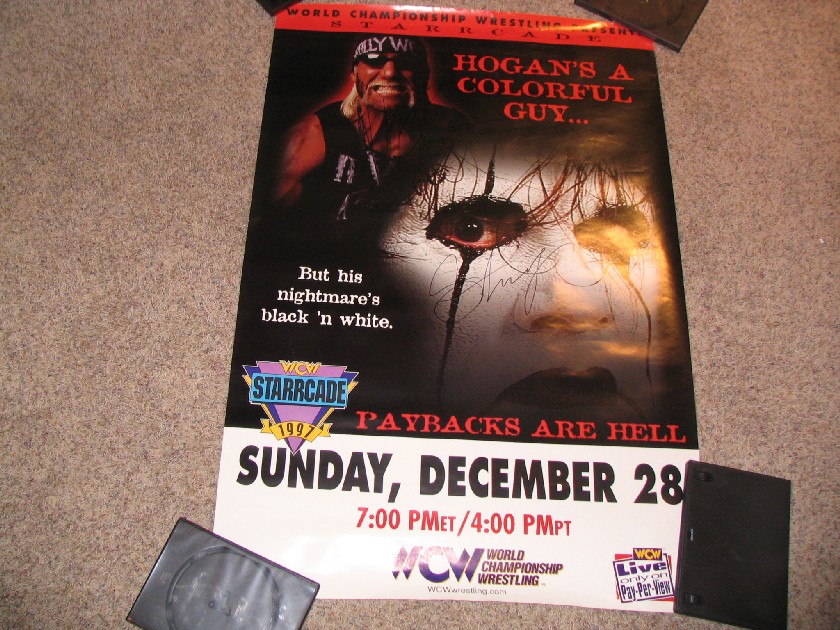 WORLD CHAMPIONSHIP WRESTLING PRESENTS
STARRCADE
HOGAN'S A
COLORFUL
GUY...
But his
nightmare's
black 'n white.
WCW
STARRCADE
1997
PAYBACKS ARE HELL
SUNDAY, DECEMBER 28
7:00 PMET/4:00 PMPT
WCW WORLD
CHAMPIONSHIP
WRESTLING
WCWwrestling.com
WCW
Live
only on
Pay-Per-View